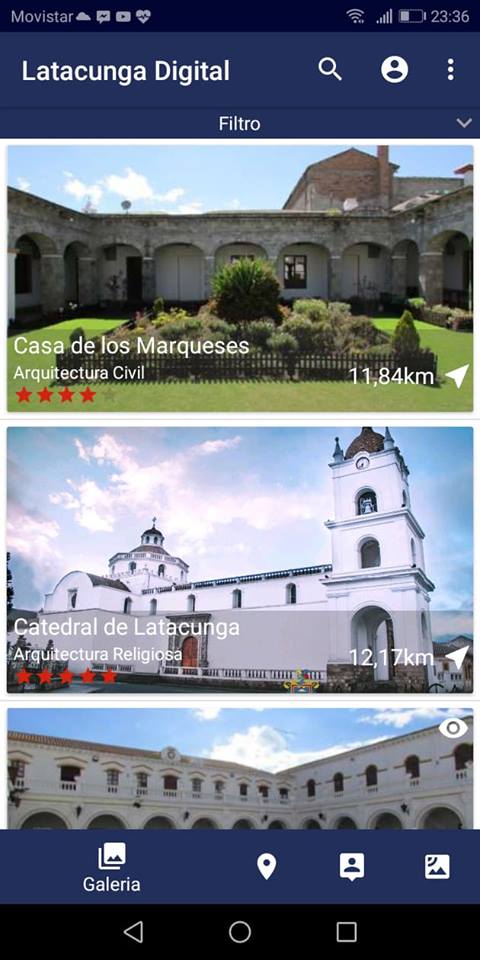 Movistar
23:36
Latacunga Digital
Filtro
Casa de los Marqueses
Arquitectura Civil
11,84km
Catedral de Latacunga
Arquitectura Religiosa
12,17km
Galeria